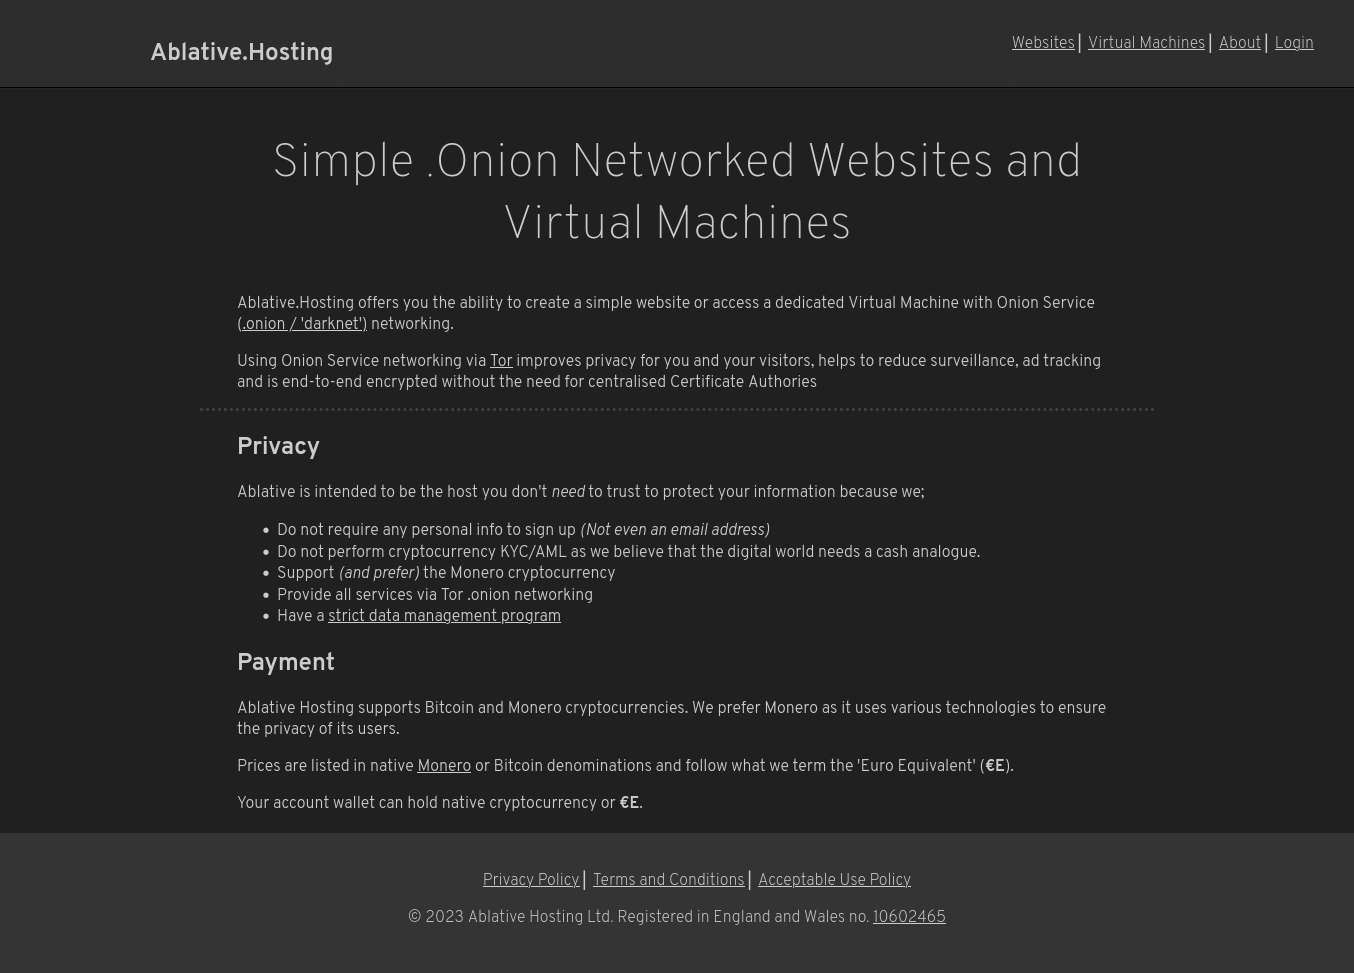 Ablative.Hosting
Websites | Virtual Machines | About | Login
Simple .Onion Networked Websites and
Virtual Machines
Ablative.Hosting offers you the ability to create a simple website or access a dedicated Virtual Machine with Onion Service
(.onion / 'darknet') networking.
Using Onion Service networking via Tor improves privacy for you and your visitors, helps to reduce surveillance, ad tracking
and is end-to-end encrypted without the need for centralised Certificate Authories
Privacy
Ablative is intended to be the host you don't need to trust to protect your information because we;
• Do not require any personal info to sign up (Not even an email address)
• Do not perform cryptocurrency KYC/AML as we believe that the digital world needs a cash analogue.
• Support (and prefer) the Monero cryptocurrency
• Provide all services via Tor .onion networking
• Have a strict data management program
Payment
Ablative Hosting supports Bitcoin and Monero cryptocurrencies. We prefer Monero as it uses various technologies to ensure
the privacy of its users.
Prices are listed in native Monero or Bitcoin denominations and follow what we term the 'Euro Equivalent' (€E).
Your account wallet can hold native cryptocurrency or €E.
Privacy Policy | Terms and Conditions | Acceptable Use Policy
© 2023 Ablative Hosting Ltd. Registered in England and Wales no. 10602465